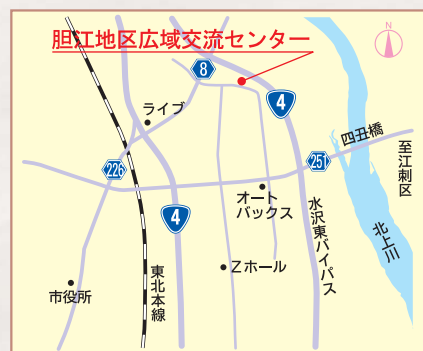 N
胆江地区広域交流センター
8
4
ライブ
四丑橋
251
226
至江刺区
オート
バックス
水沢東バイパス
4
北上川
Zホール
東北本線
市役所